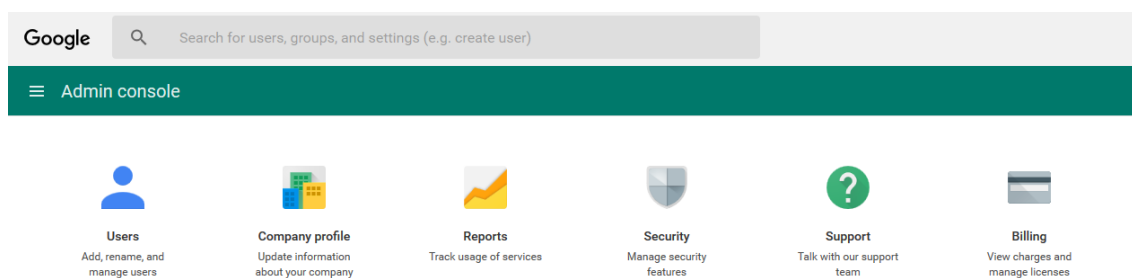 Google
Search for users, groups, and settings (e.g. create user)
Admin console
Users
Add, rename, and
manage users
Company profile
Update information
about your company
Reports
Track usage of services
Security
Manage security
features
Support
Talk with our support
team
Billing
View charges and
manage licenses